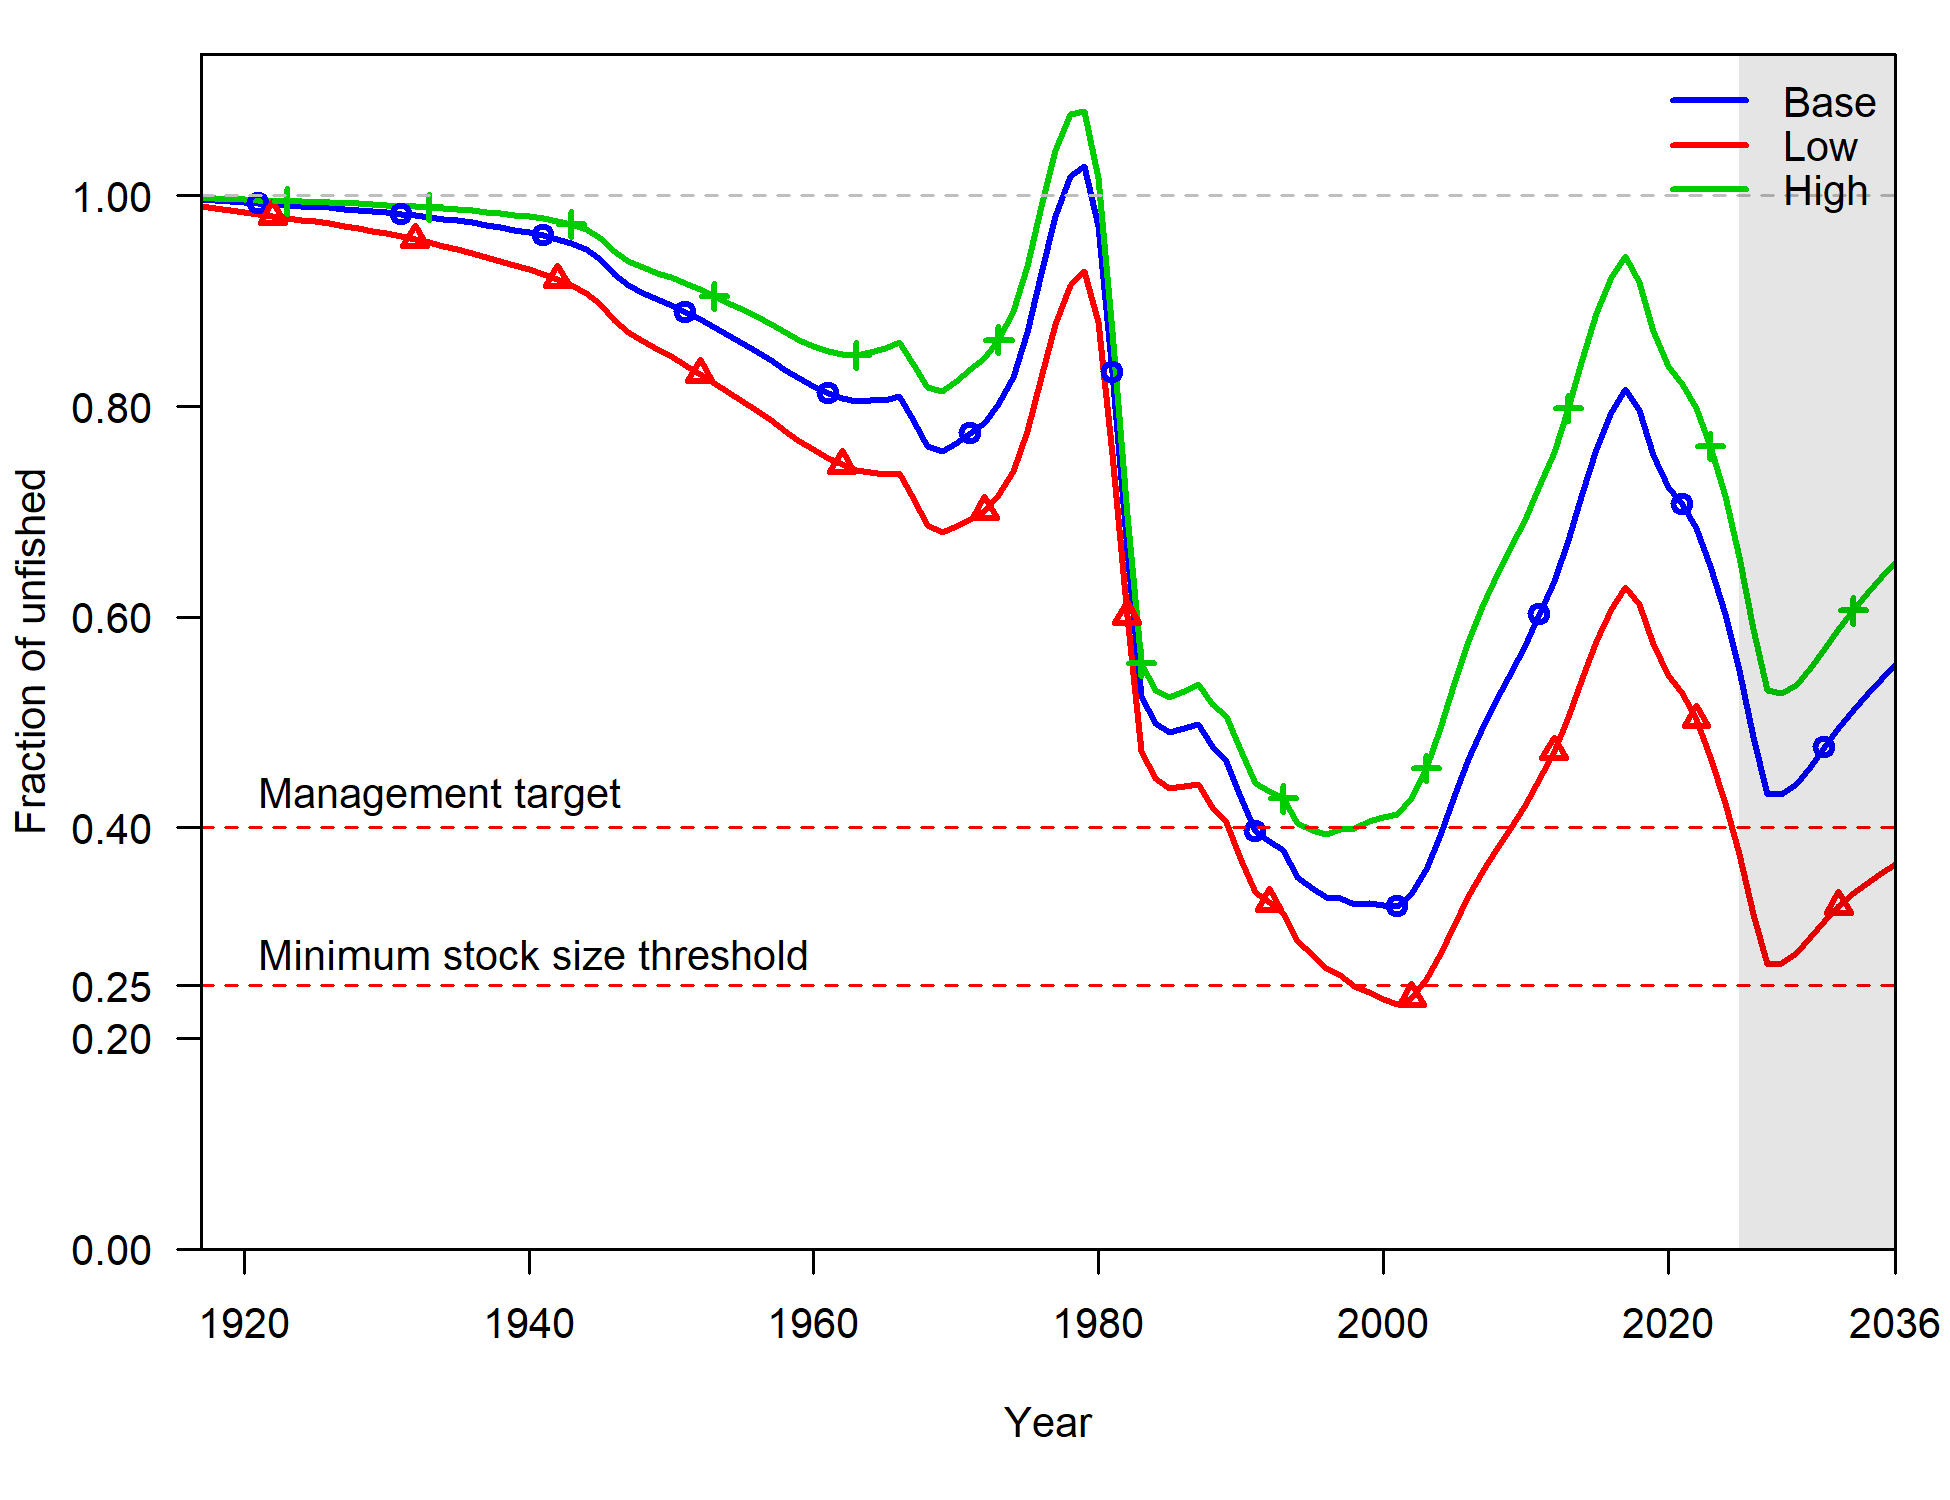 Base
Low
High
1.00
0.80
0.60
0.40
0.25
0.20
0.00
Fraction of unfished
Management target
Minimum stock size threshold
1920
1940
1960
1980
2000
2020
2036
Year